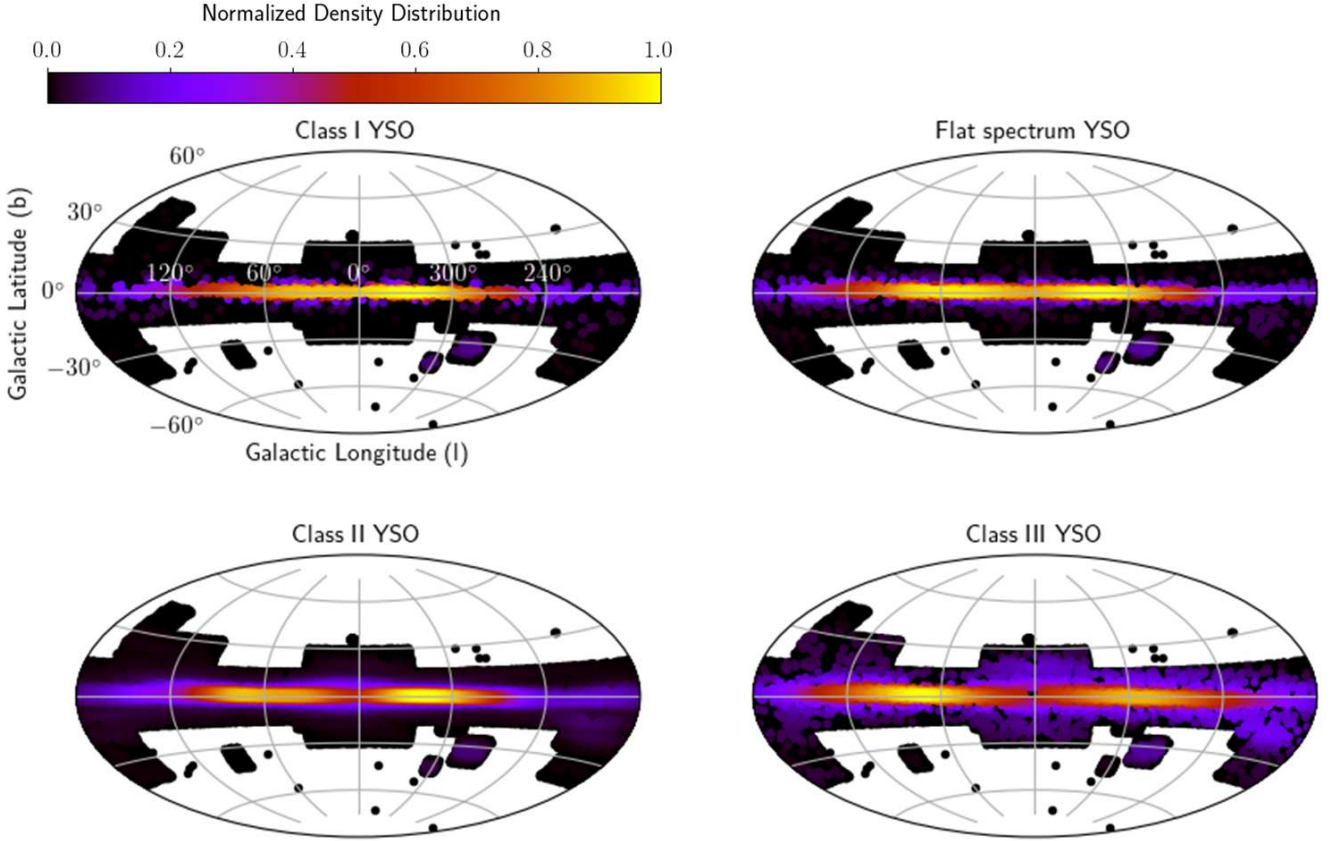 Normalized Density Distribution
0.0 0.2 0.4 0.6 0.8 1.0
Class I YSO
Flat spectrum YSO
60°
30°
Galactic Latitude (b)
120° 60° 0° 300° 240°
0°
−30°
−60°
Galactic Longitude (l)
Class II YSO
Class III YSO